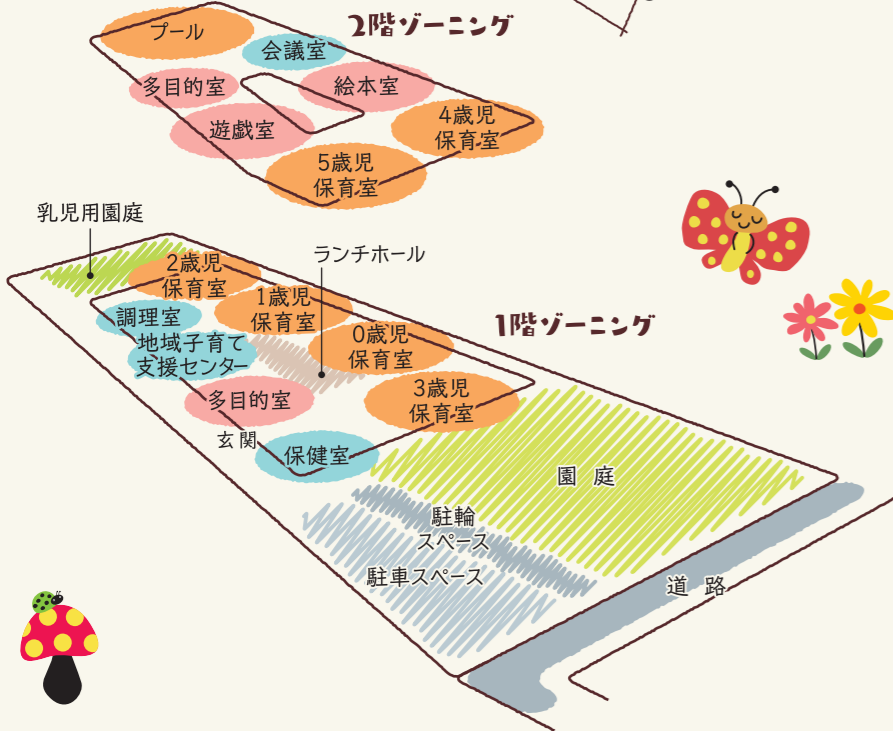 2階ゾーニング
プール
会議室
多目的室
絵本室
遊戯室
4歳児
保育室
5歳児
保育室
乳児用園庭
ランチホール
1階ゾーニング
2歳児
保育室
1歳児
保育室
調理室
地域子育て
支援センター
0歳児
保育室
3歳児
保育室
多目的室
玄関
保健室
園庭
駐輪
スペース
駐車スペース
道路